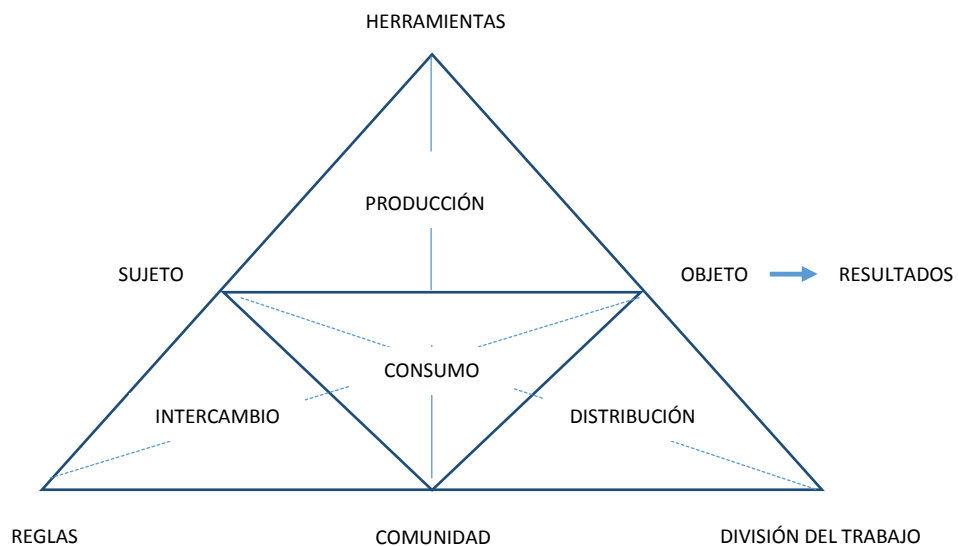 HERRAMIENTAS
PRODUCCIÓN
SUJETO
OBJETO
RESULTADOS
CONSUMO
INTERCAMBIO
DISTRIBUCIÓN
REGLAS
COMUNIDAD
DIVISIÓN DEL TRABAJO